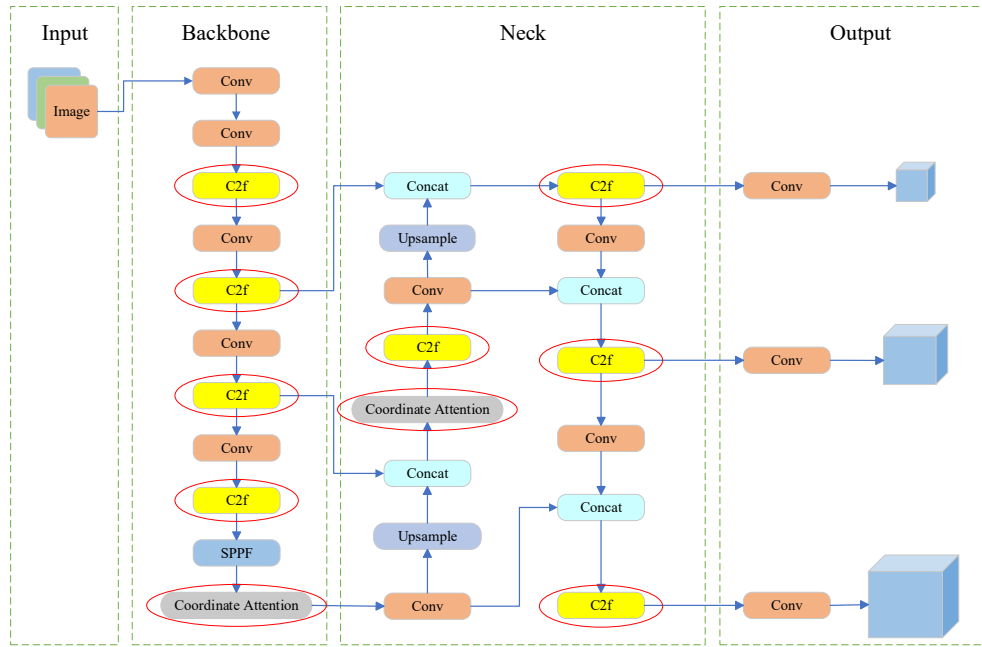 Input
Backbone
Neck
Output
Image
Conv
Conv
C2f
Conv
C2f
Conv
C2f
Conv
C2f
SPPF
Coordinate Attention
Concat
Upsample
Conv
C2f
Coordinate Attention
Concat
Upsample
Conv
C2f
Conv
Concat
C2f
Conv
Concat
C2f
Conv
Conv
Conv